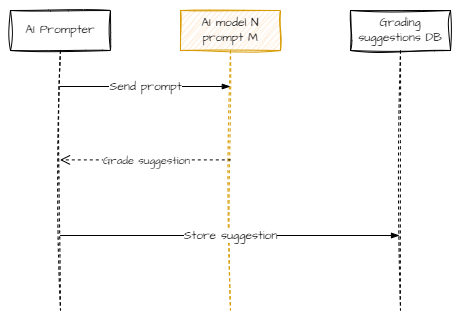 AI Prompter
AI model N
prompt M
Grading
suggestions DB
Send prompt
Grade suggestion
Store suggestion